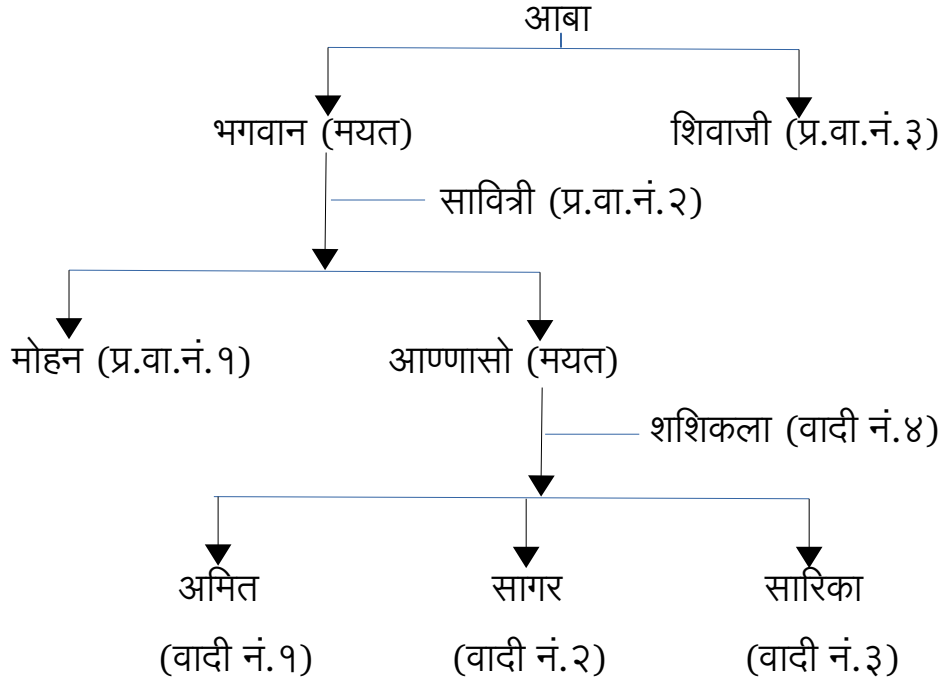 आबा
भगवान (मयत) शिवाजी (प्र.वा.नं.३)
सावित्री (प्र.वा.नं.२)
मोहन (प्र.वा.नं.१) आण्णासो (मयत)
शशिकला (वादी नं.४)
अमित सागर सारिका
(वादी नं.१) (वादी नं.२) (वादी नं.३)